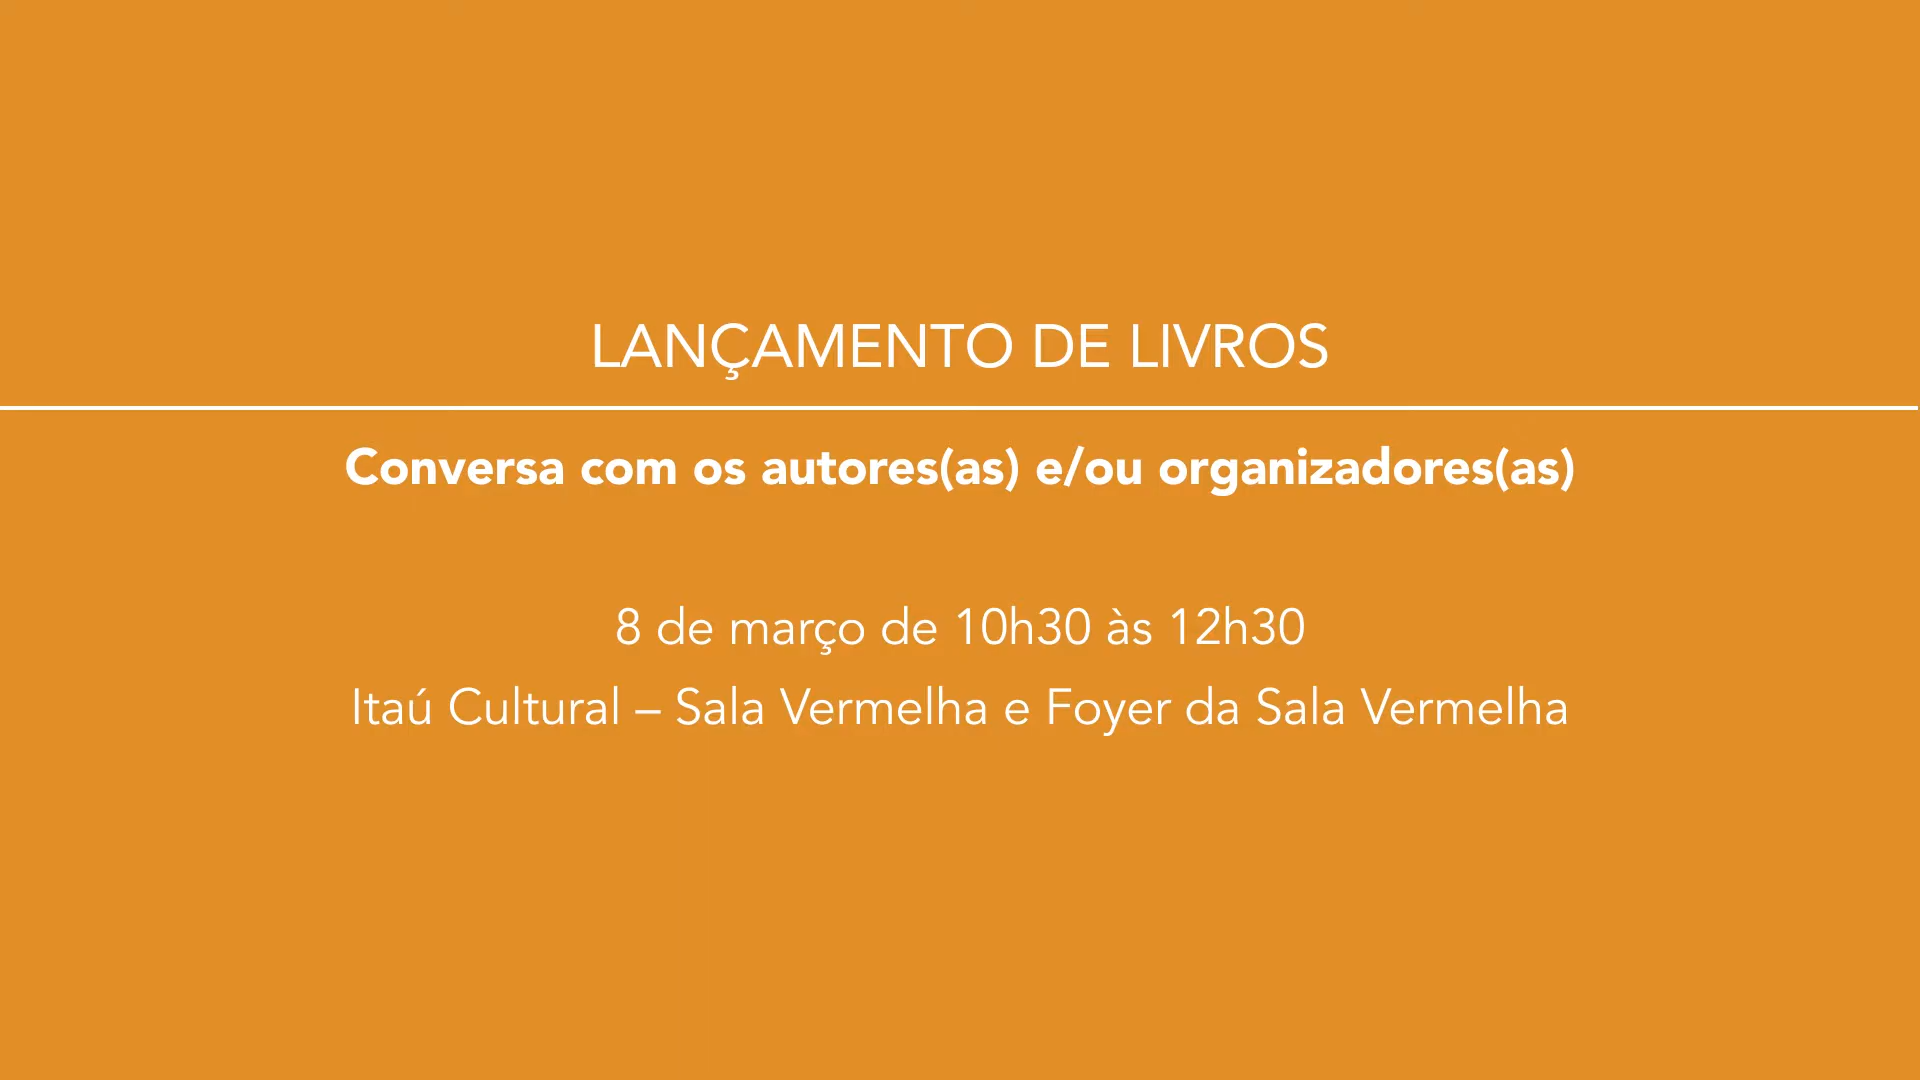 LANÇAMENTO DE LIVROS
Conversa com os autores(as) e/ou organizadores(as)
8 de março de 10h30 às 12h30
Itaú Cultural – Sala Vermelha e Foyer da Sala Vermelha